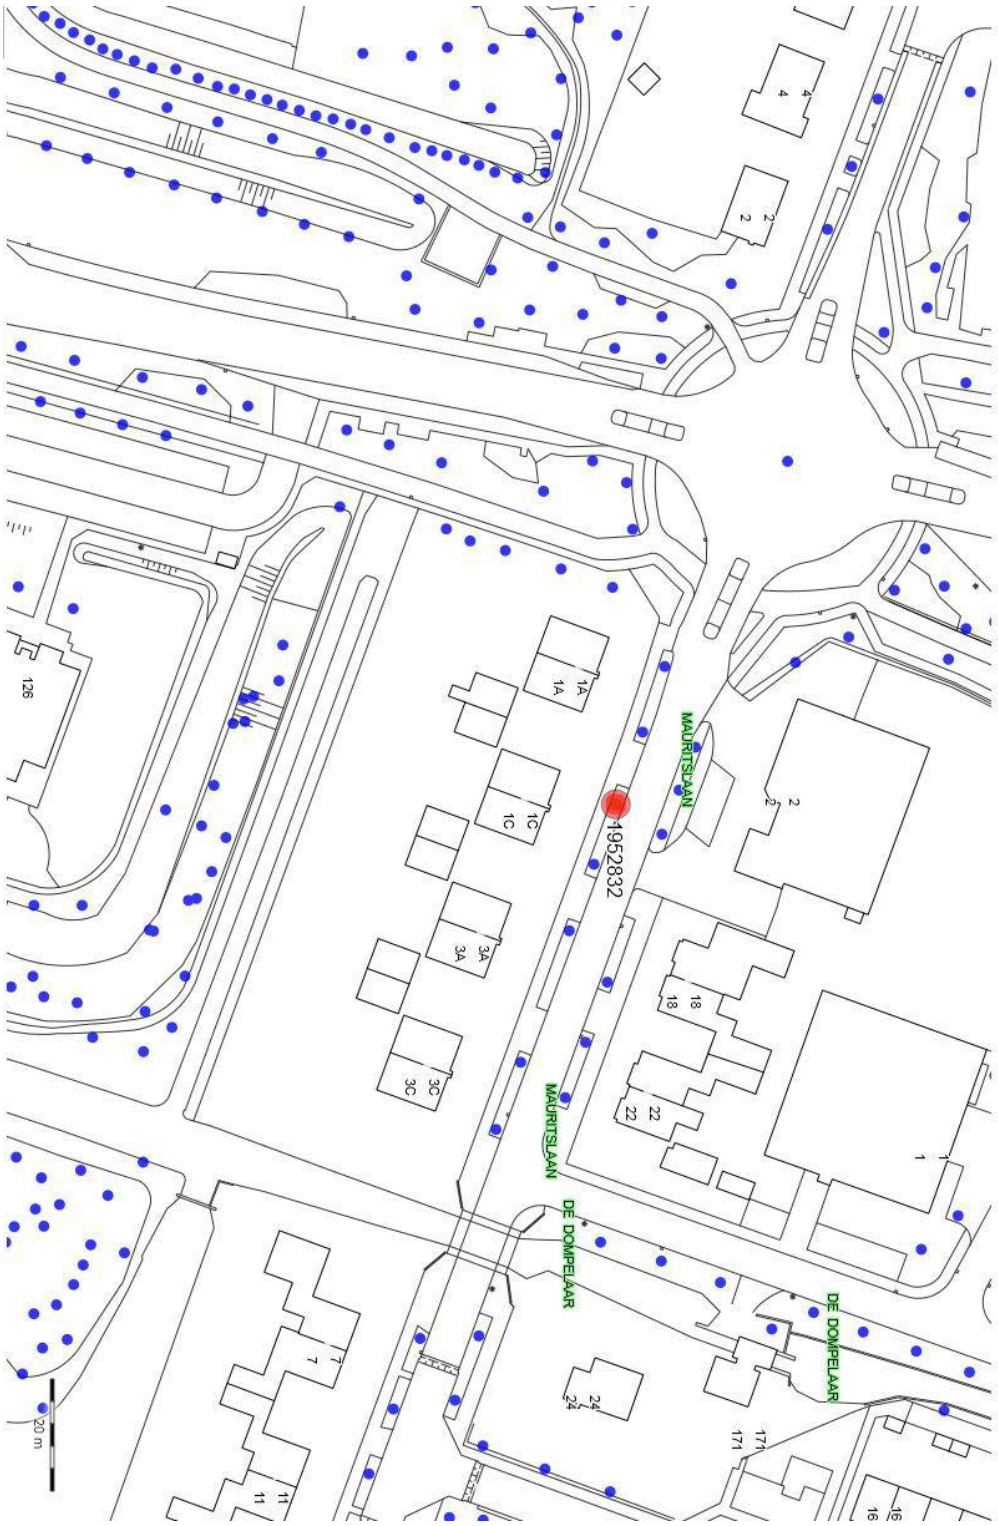 4
4
2
2
126
1A
1A
MAURITSLAAN
2
2
1952832
1C
1C
3A
3A
18
18
3C
3C
22
22
MAURITSLAAN
1
1
DE DOMPELAAR
DE DOMPELAAR
7
7
24
24
20 m
171
171
11
11
16
16